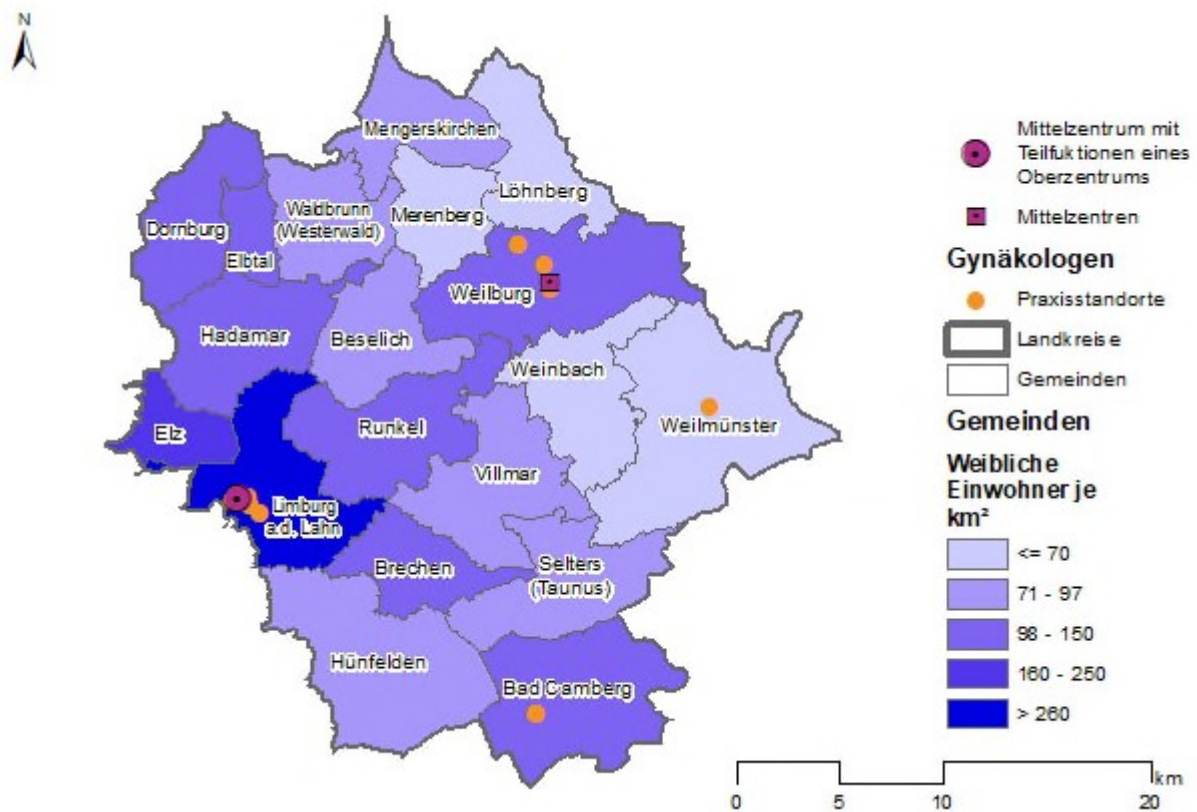 N
Mengerskirchen
Löhnberg
Waldbrunn
(Westerwald)
Merenberg
Dornburg
Elbtal
Weilburg
Hadamar
Beselich
Weinbach
Elz
Runkel
Weilmünster
Villmar
Limburg
a.d. Lahn
Brechen
Selters
(Taunus)
Hünfelden
Bad Camberg
Mittelzentrum mit
Teilfuktionen eines
Oberzentrums
Mittelzentren
Gynäkologen
Praxisstandorte
Landkreise
Gemeinden
Gemeinden
Weibliche
Einwohner je
km²
<= 70
71 - 97
98 - 150
160 - 250
> 260
km
0 5 10 20